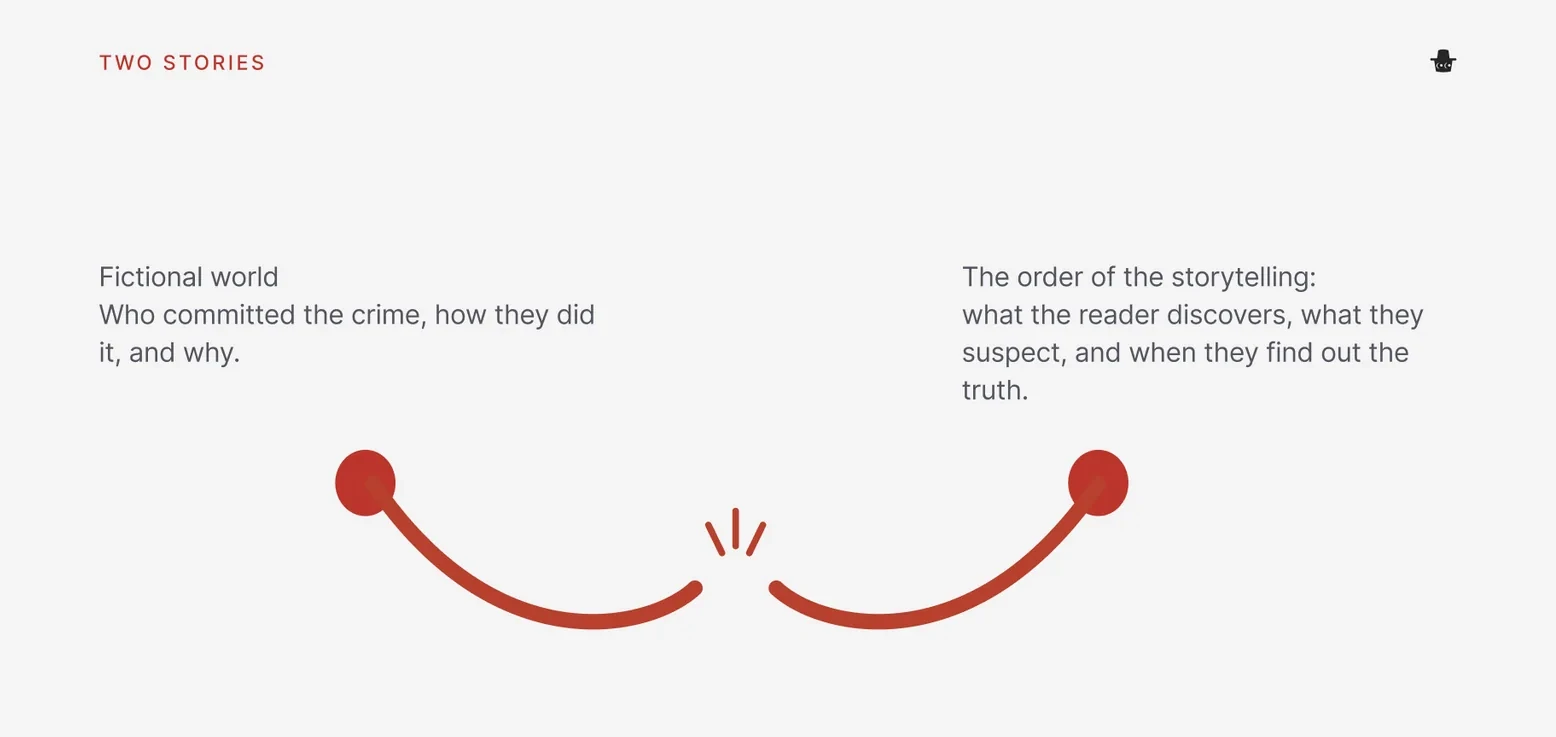 TWO STORIES
Fictional world
Who committed the crime, how they did
it, and why.
The order of the storytelling:
what the reader discovers, what they
suspect, and when they find out the
truth.